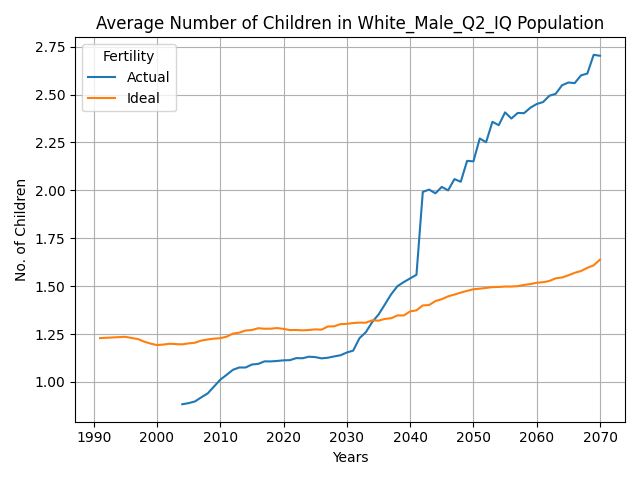 Average Number of Children in White_Male_Q2_IQ Population
Fertility
Actual
Ideal
2.75
2.50
2.25
2.00
1.75
1.50
1.25
1.00
No. of Children
1990 2000 2010 2020 2030 2040 2050 2060 2070
Years